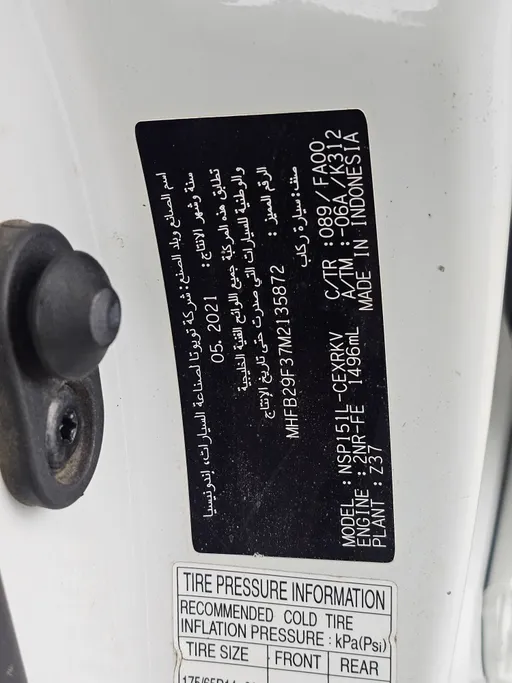 اسم الصانع وبلد الصنع: شركة تويوتا لصناعة السيارات، إندونيسيا
سنة وشهر الانتاج: 05. 2021
تطابق هذه المركبة جميع اللوائح الفنية الخليجية
والوطنية للسيارات التي صدرت حتى تاريخ الإنتاج
الرقم المميز: MHFB29F37M2135872
صنف: سيارة ركاب
MODEL : NSP151L-CEXRKV C/TR : 089/ FA00
ENGINE : 2NR-FE 1496mL A/TM : -06A /K312
PLANT : Z37 MADE IN INDONESIA
TIRE PRESSURE INFORMATION
RECOMMENDED COLD TIRE
INFLATION PRESSURE : kPa(Psi)
TIRE SIZE FRONT REAR